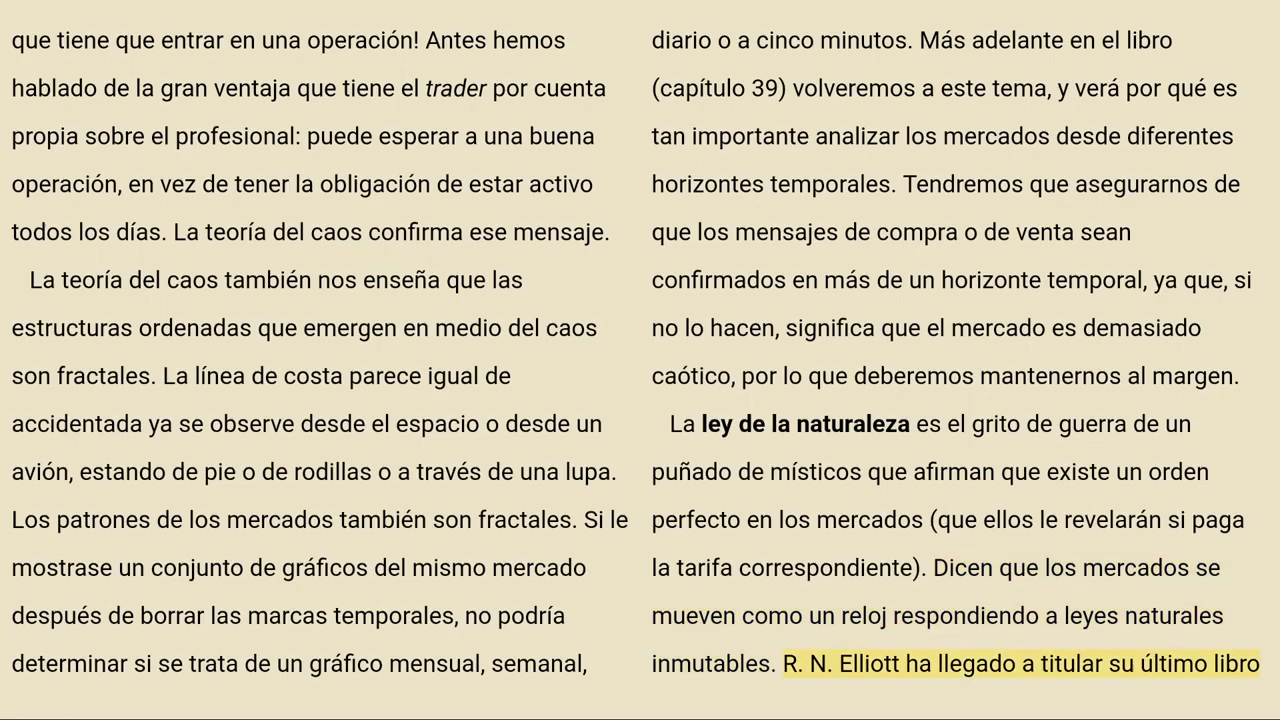 que tiene que entrar en una operación! Antes hemos
hablado de la gran ventaja que tiene el trader por cuenta
propia sobre el profesional: puede esperar a una buena
operación, en vez de tener la obligación de estar activo
todos los días. La teoría del caos confirma ese mensaje.
La teoría del caos también nos enseña que las
estructuras ordenadas que emergen en medio del caos
son fractales. La línea de costa parece igual de
accidentada ya se observe desde el espacio o desde un
avión, estando de pie o de rodillas o a través de una lupa.
Los patrones de los mercados también son fractales. Si le
mostrase un conjunto de gráficos del mismo mercado
después de borrar las marcas temporales, no podría
determinar si se trata de un gráfico mensual, semanal,
diario o a cinco minutos. Más adelante en el libro
(capítulo 39) volveremos a este tema, y verá por qué es
tan importante analizar los mercados desde diferentes
horizontes temporales. Tendremos que asegurarnos de
que los mensajes de compra o de venta sean
confirmados en más de un horizonte temporal, ya que, si
no lo hacen, significa que el mercado es demasiado
caótico, por lo que deberemos mantenernos al margen.
La ley de la naturaleza es el grito de guerra de un
puñado de místicos que afirman que existe un orden
perfecto en los mercados (que ellos le revelarán si paga
la tarifa correspondiente). Dicen que los mercados se
mueven como un reloj respondiendo a leyes naturales
inmutables. R. N. Elliott ha llegado a titular su último libro